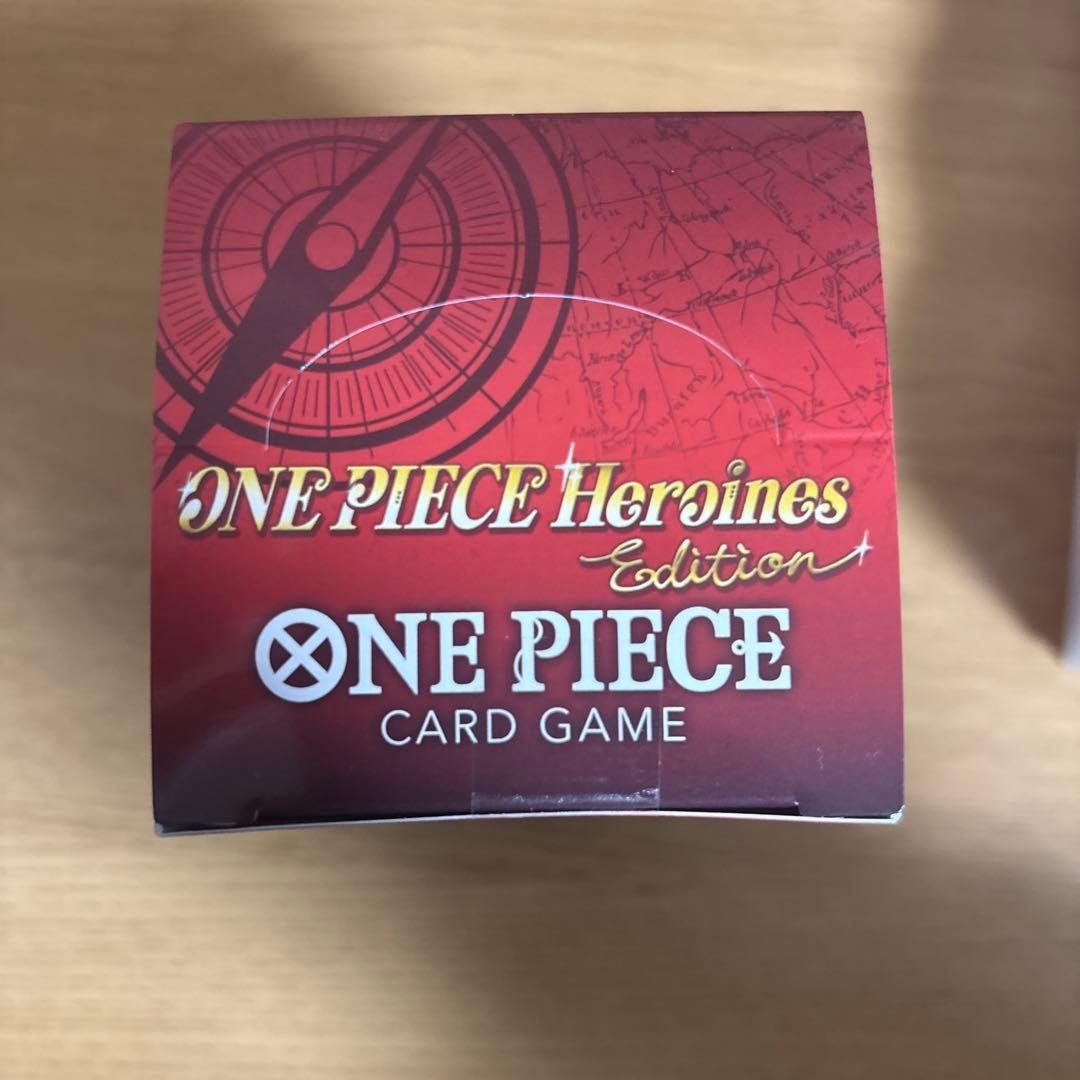 ONE PIECE Heroines
Edition
ONE PIECE
CARD GAME